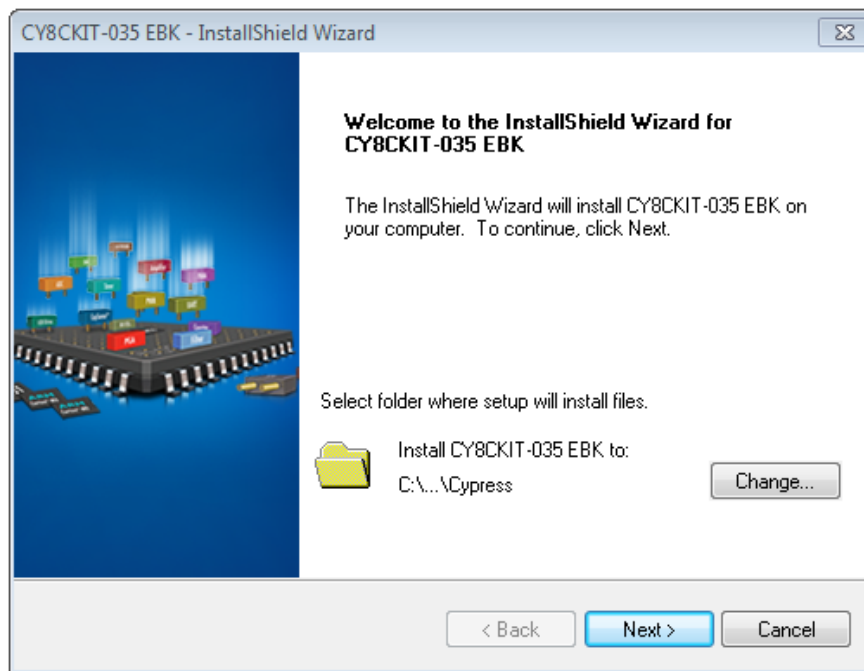 CY8CKIT-035 EBK - InstallShield Wizard
Welcome to the InstallShield Wizard for
CY8CKIT-035 EBK
The InstallShield Wizard will install CY8CKIT-035 EBK on
your computer.  To continue, click Next.
Select folder where setup will install files.
Install CY8CKIT-035 EBK to:
C:\...\Cypress
Change...
< Back
Next >
Cancel